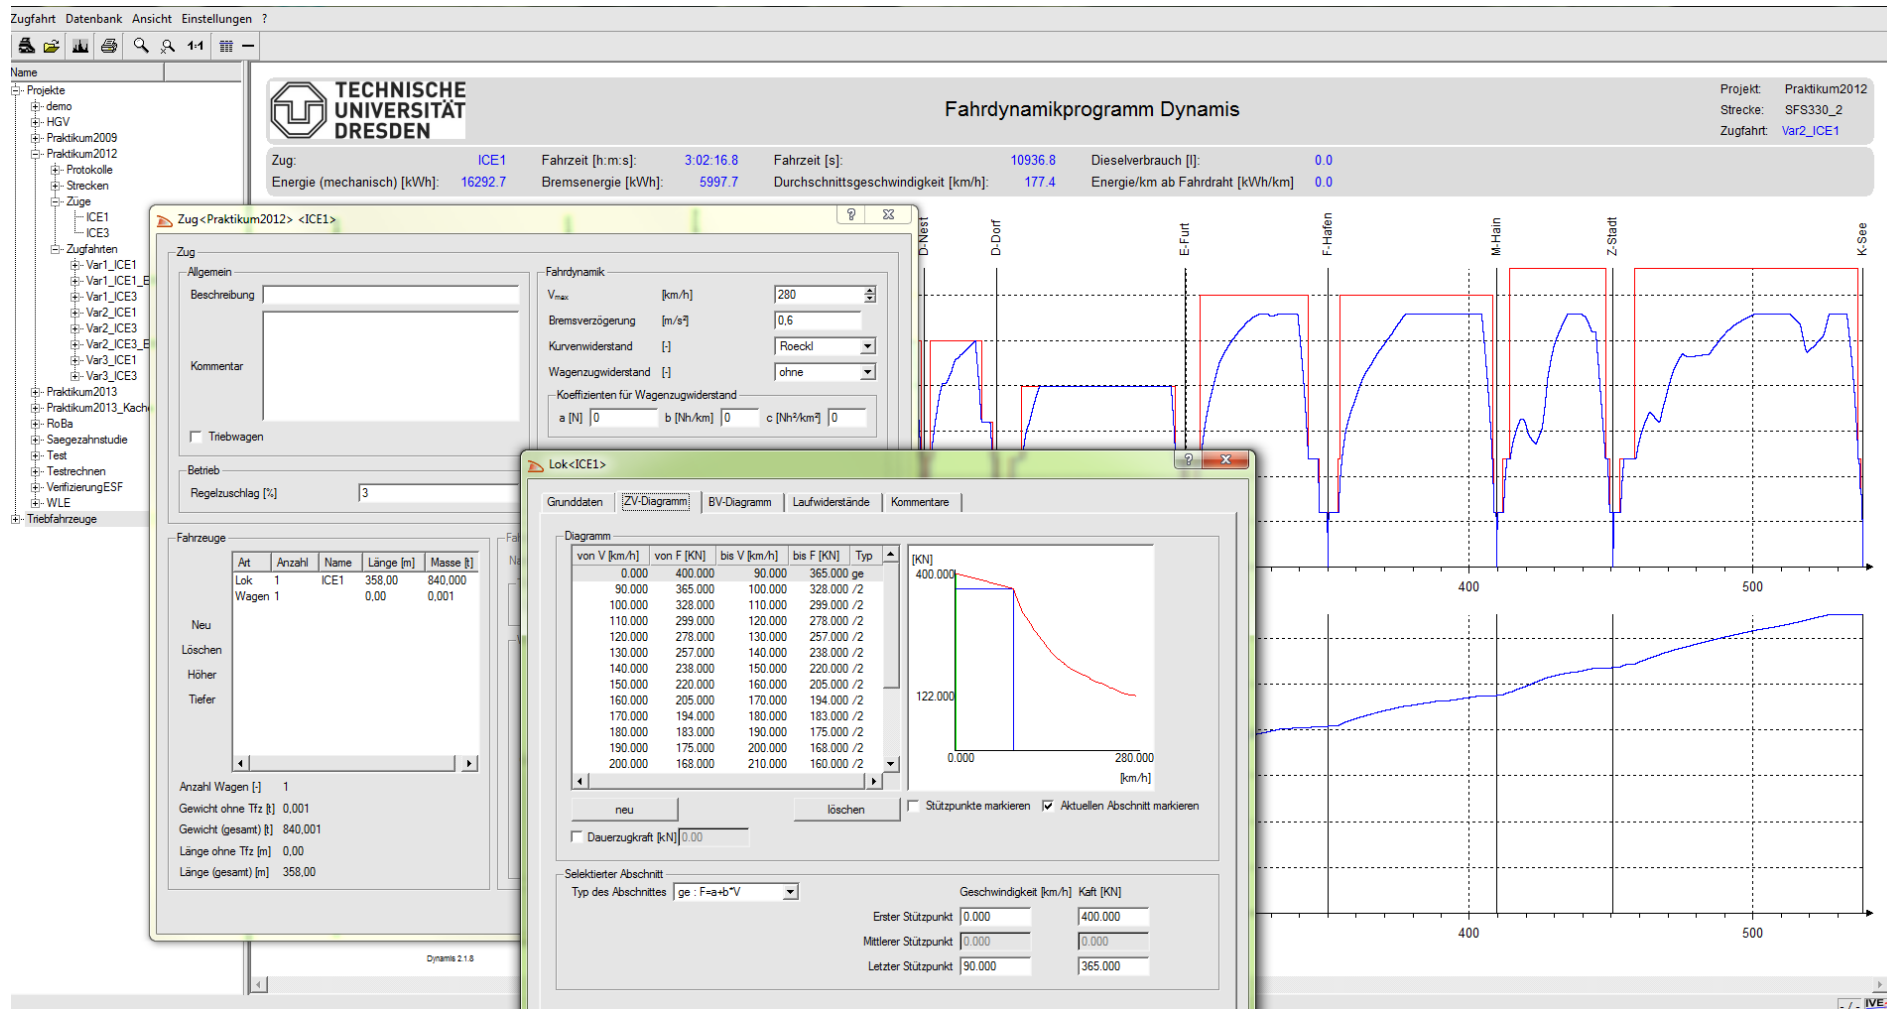 Zugfahrt Datenbank Ansicht Einstellungen ?
1:1
Name
Projekte
demo
HGV
Praktikum2009
Praktikum2012
Protokolle
Strecken
Züge
ICE1
ICE3
Zugfahrten
Var1_ICE1
Var1_ICE1_E
Var1_ICE3
Var2_ICE1
Var2_ICE3
Var2_ICE3_E
Var3_ICE1
Var3_ICE3
Praktikum2013
Praktikum2013_Kache
RoBa
Saegezahnstudie
Test
Testrechnen
VerifizierungESF
WLE
Triebfahrzeuge
TECHNISCHE
UNIVERSITÄT
DRESDEN
Fahrdynamikprogramm Dynamis
Projekt: Praktikum2012
Strecke: SFS330_2
Zugfahrt: Var2_ICE1
Zug: ICE1 Fahrzeit [h:m:s]: 3:02:16.8 Fahrzeit [s]: 10936.8 Dieselverbrauch [l]: 0.0
Energie (mechanisch) [kWh]: 16292.7 Bremsenergie [kWh]: 5997.7 Durchschnittsgeschwindigkeit [km/h]: 177.4 Energie/km ab Fahrdraht [kWh/km] 0.0
D-Nest
D-Dorf
E-Furt
F-Hafen
M-Hain
Z-Stadt
K-See
400 500
400 500
Dynamis 2.1.8
Zug<Praktikum2012> <ICE1>
Zug
Allgemein
Beschreibung
Kommentar
Triebwagen
Betrieb
Regelzuschlag [%] 3
Fahrdynamik
Vmax [km/h] 280
Bremsverzögerung [m/s²] 0,6
Kurvenwiderstand [-] Roeckl
Wagenzugwiderstand [-] ohne
Koeffizienten für Wagenzugwiderstand
a [N] 0 b [Nh/km] 0 c [Nh²/km²] 0
Fahrzeuge
Art Anzahl Name Länge [m] Masse [t]
Lok 1 ICE1 358,00 840,000
Wagen 1 0,00 0,001
Neu
Löschen
Höher
Tiefer
Anzahl Wagen [-] 1
Gewicht ohne Tfz [t] 0,001
Gewicht (gesamt) [t] 840,001
Länge ohne Tfz [m] 0,00
Länge (gesamt) [m] 358,00
Lok<ICE1>
Grunddaten ZV-Diagramm BV-Diagramm Laufwiderstände Kommentare
Diagramm
von V [km/h] von F [KN] bis V [km/h] bis F [KN] Typ
0.000 400.000 90.000 365.000 ge
90.000 365.000 100.000 328.000 /2
100.000 328.000 110.000 299.000 /2
110.000 299.000 120.000 278.000 /2
120.000 278.000 130.000 257.000 /2
130.000 257.000 140.000 238.000 /2
140.000 238.000 150.000 220.000 /2
150.000 220.000 160.000 205.000 /2
160.000 205.000 170.000 194.000 /2
170.000 194.000 180.000 183.000 /2
180.000 183.000 190.000 175.000 /2
190.000 175.000 200.000 168.000 /2
200.000 168.000 210.000 160.000 /2
[KN]
400.000
122.000
0.000 280.000
[km/h]
neu löschen
Stützpunkte markieren Aktuellen Abschnitt markieren
Dauerzugkraft [kN] 0.00
Selektierter Abschnitt
Typ des Abschnittes ge : F=a+b*V
Geschwindigkeit [km/h] Kaft [KN]
Erster Stützpunkt 0.000 400.000
Mittlerer Stützpunkt 0.000 0.000
Letzter Stützpunkt 90.000 365.000
- / - IVE